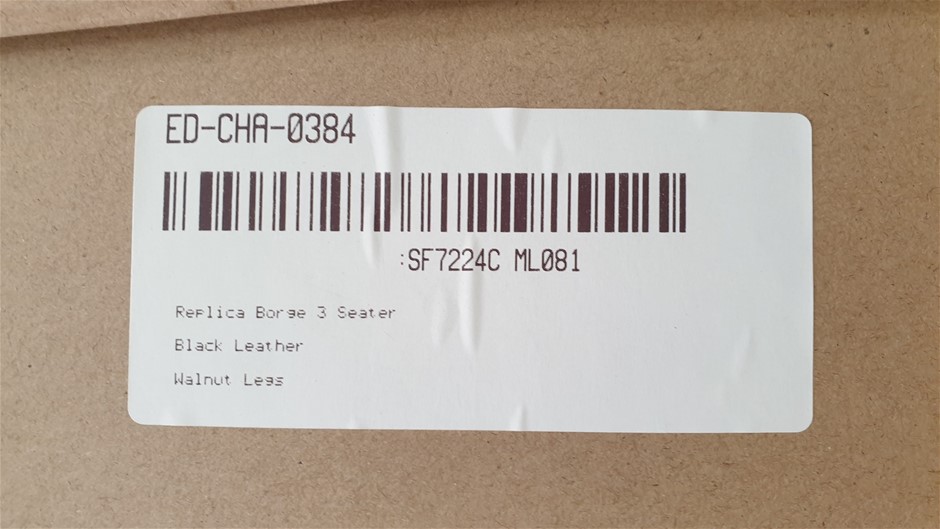 ED-CHA-0384
:SF7224C ML081
Replica Borge 3 Seater
Black Leather
Walnut Legs